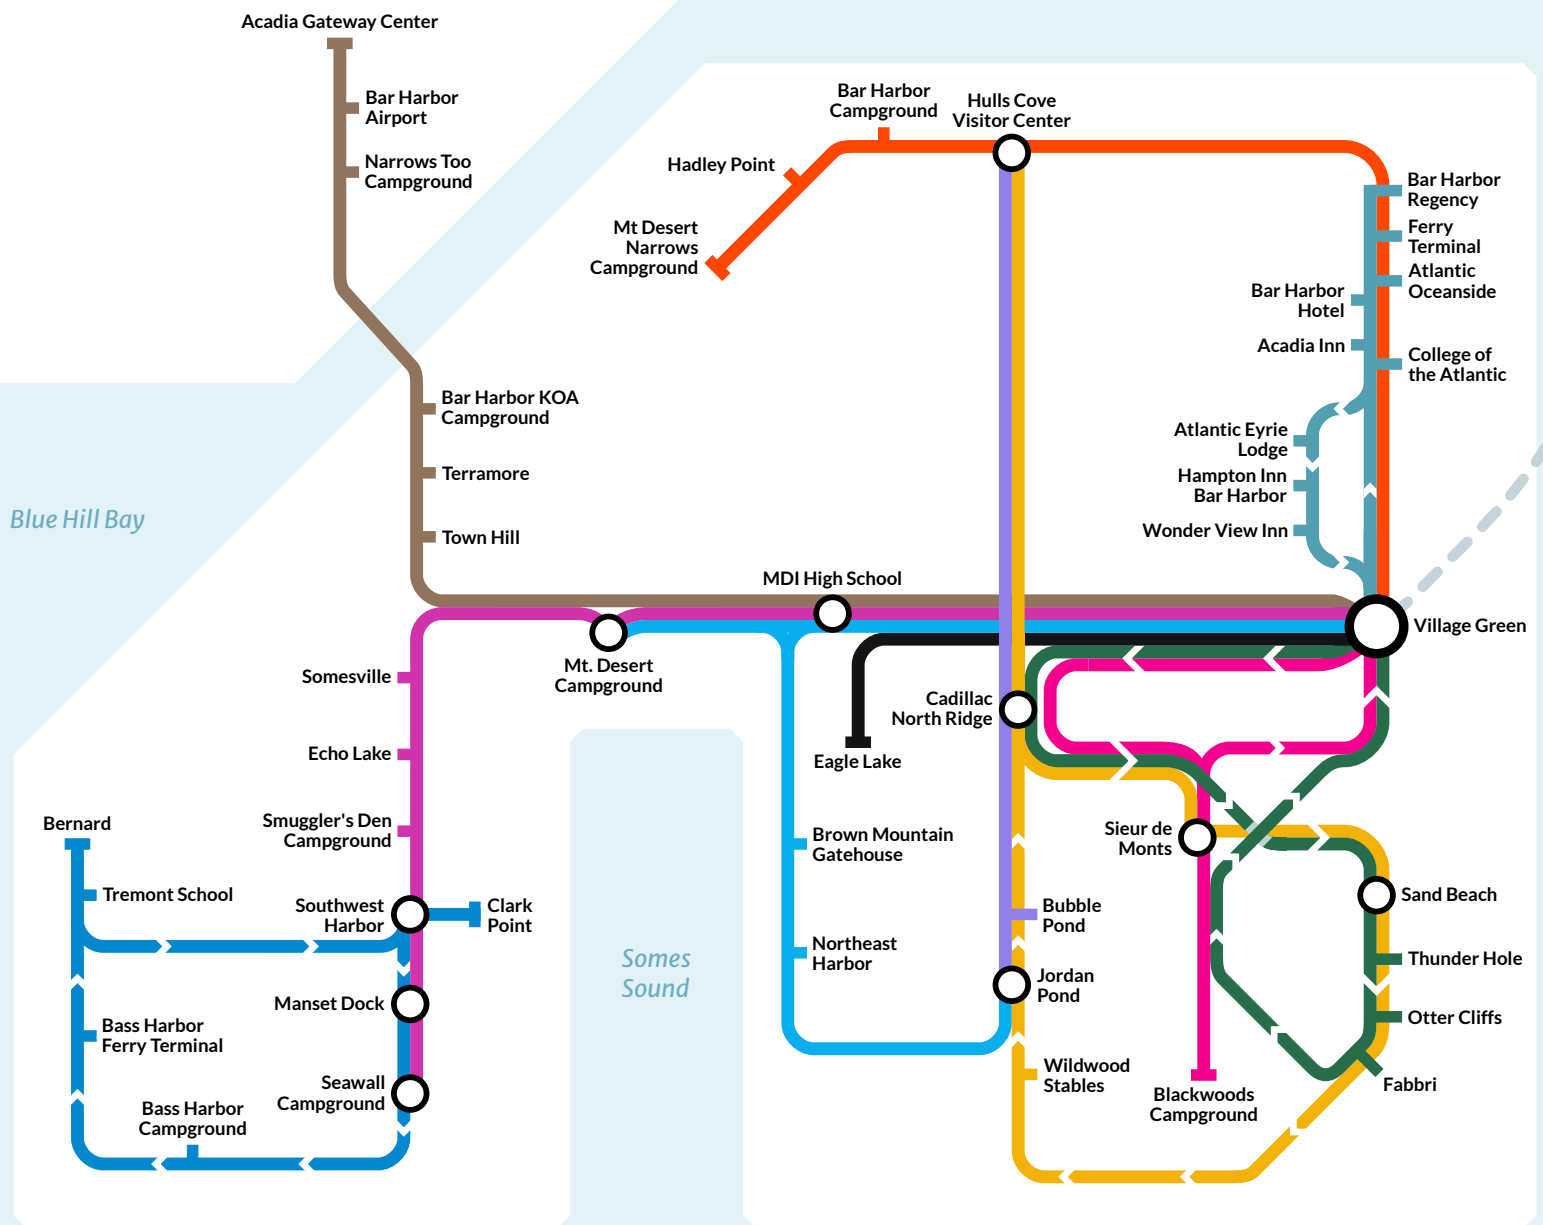 Acadia Gateway Center
Bar Harbor
Airport
Narrows Too
Campground
Bar Harbor
Campground
Hulls Cove
Visitor Center
Hadley Point
Mt Desert
Narrows
Campground
Bar Harbor
Regency
Ferry
Terminal
Atlantic
Oceanside
Bar Harbor
Hotel
Acadia Inn
College of
the Atlantic
Bar Harbor KOA
Campground
Atlantic Eyrie
Lodge
Terramore
Hampton Inn
Bar Harbor
Blue Hill Bay
Town Hill
Wonder View Inn
MDI High School
Village Green
Mt. Desert
Campground
Somesville
Cadillac
North Ridge
Echo Lake
Eagle Lake
Bernard
Smuggler's Den
Campground
Brown Mountain
Gatehouse
Sieur de
Monts
Tremont School
Southwest
Harbor
Clark
Point
Bubble
Pond
Sand Beach
Northeast
Harbor
Somes
Sound
Thunder Hole
Jordan
Pond
Manset Dock
Otter Cliffs
Bass Harbor
Ferry Terminal
Wildwood
Stables
Fabbri
Seawall
Campground
Bass Harbor
Campground
Blackwoods
Campground